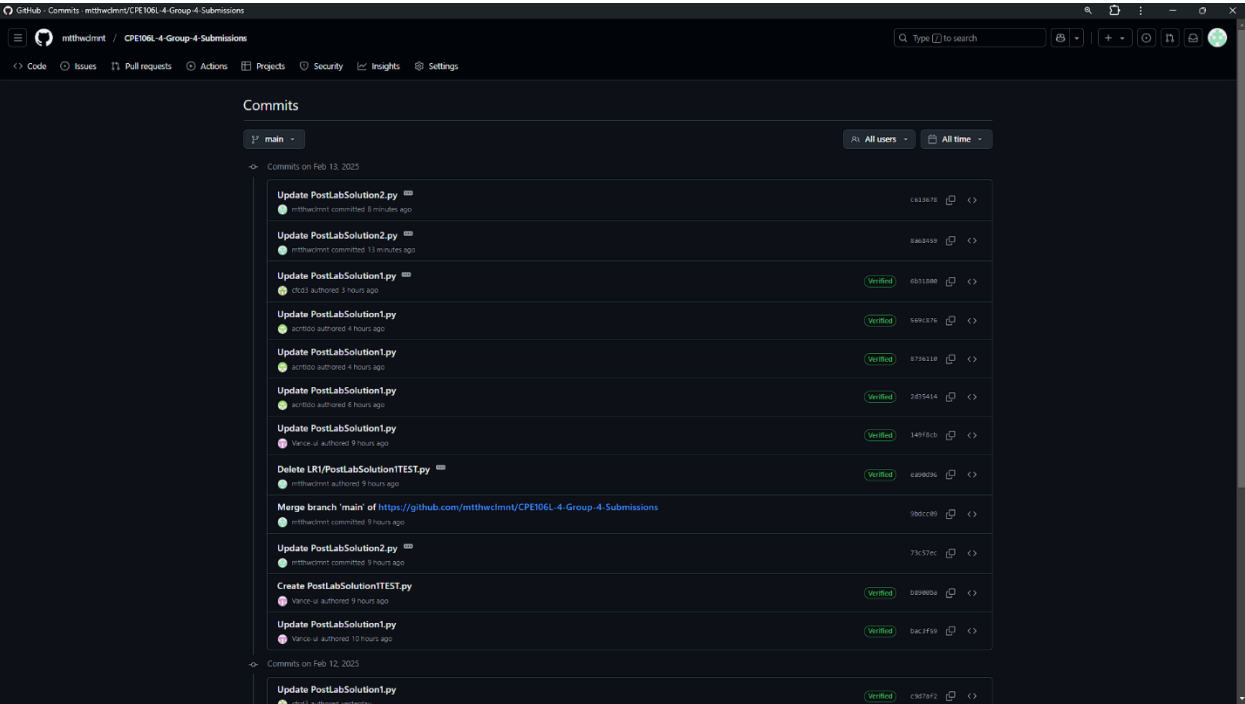 GitHub - Commits · mtthwclmnt/CPE106L-4-Group-4-Submissions
mtthwclmnt / CPE106L-4-Group-4-Submissions
Type / to search
Code Issues Pull requests Actions Projects Security Insights Settings
Commits
main All users All time
Commits on Feb 13, 2025
Update PostLabSolution2.py
mtthwclmnt committed 8 minutes ago
c613678
Update PostLabSolution2.py
mtthwclmnt committed 13 minutes ago
8a68459
Update PostLabSolution1.py
cfcd3 authored 3 hours ago
Verified 6b31800
Update PostLabSolution1.py
acntido authored 4 hours ago
Verified 569c876
Update PostLabSolution1.py
acntido authored 4 hours ago
Verified 8736110
Update PostLabSolution1.py
acntido authored 6 hours ago
Verified 2d35414
Update PostLabSolution1.py
Vance-ui authored 9 hours ago
Verified 149f8cb
Delete LR1/PostLabSolution1TEST.py
mtthwclmnt authored 9 hours ago
Verified ea90d96
Merge branch 'main' of https://github.com/mtthwclmnt/CPE106L-4-Group-4-Submissions
mtthwclmnt committed 9 hours ago
9bdcc09
Update PostLabSolution2.py
mtthwclmnt committed 9 hours ago
73c57ec
Create PostLabSolution1TEST.py
Vance-ui authored 9 hours ago
Verified b8900ba
Update PostLabSolution1.py
Vance-ui authored 10 hours ago
Verified bac3f59
Commits on Feb 12, 2025
Update PostLabSolution1.py
Verified c9d7af2